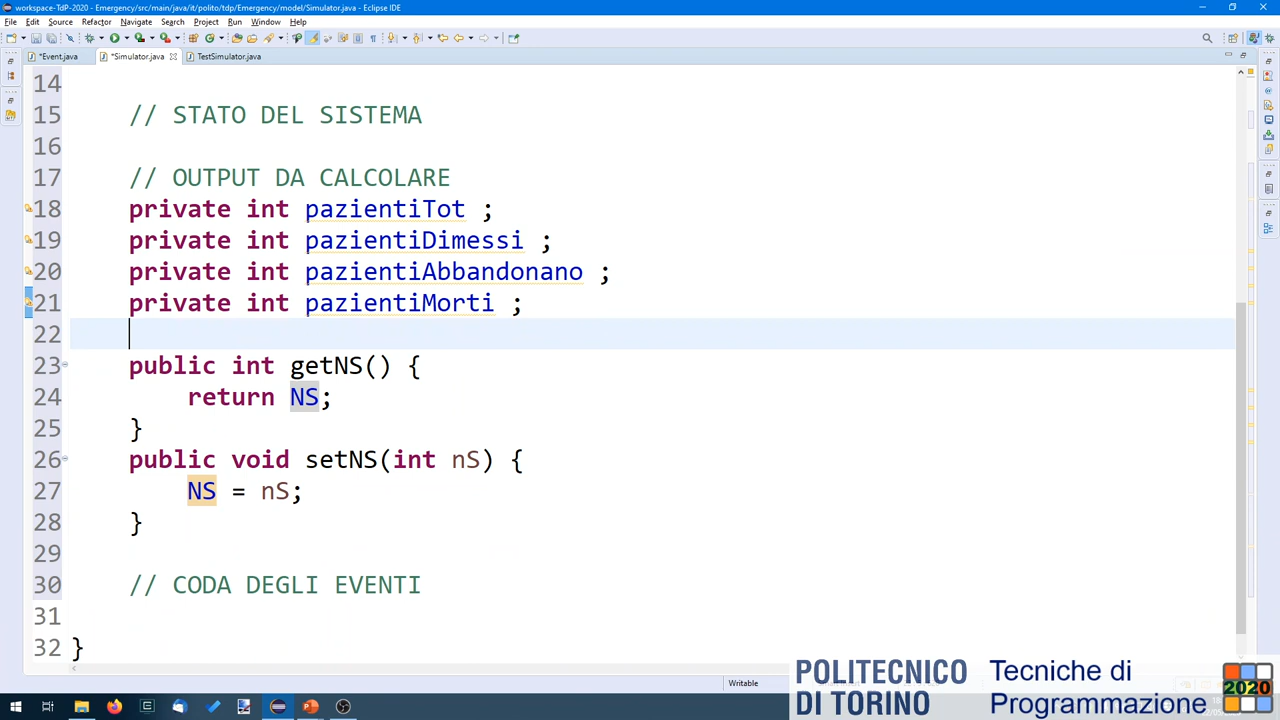 workspace-TdP-2020 - Emergency/src/main/java/it/polito/tdp/Emergency/model/Simulator.java - Eclipse IDE
File Edit Source Refactor Navigate Search Project Run Window Help
*Event.java *Simulator.java TestSimulator.java
14
15 // STATO DEL SISTEMA
16
17 // OUTPUT DA CALCOLARE
18 private int pazientiTot ;
19 private int pazientiDimessi ;
20 private int pazientiAbbandonano ;
21 private int pazientiMorti ;
22
23 public int getNS() {
24 return NS;
25 }
26 public void setNS(int nS) {
27 NS = nS;
28 }
29
30 // CODA DEGLI EVENTI
31
32 }
Writable
POLITECNICO
DI TORINO
Tecniche di
Programmazione
2020